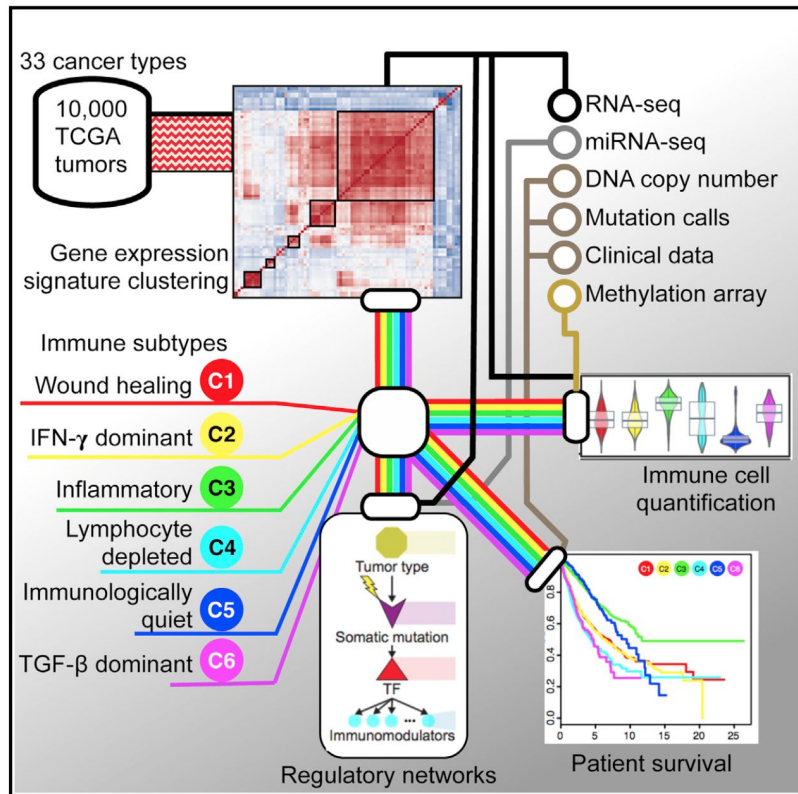 33 cancer types
10,000
TCGA
tumors
Gene expression
signature clustering
RNA-seq
miRNA-seq
DNA copy number
Mutation calls
Clinical data
Methylation array
Immune subtypes
Wound healing C1
IFN-γ dominant C2
Inflammatory C3
Lymphocyte
depleted C4
Immunologically
quiet C5
TGF-β dominant C6
Immune cell
quantification
Tumor type
Somatic mutation
TF
...
Immunomodulators
Regulatory networks
C1 C2 C3 C4 C5 C6
0.8
0.6
0.4
0.2
0.0
0 5 10 15 20 25
Patient survival